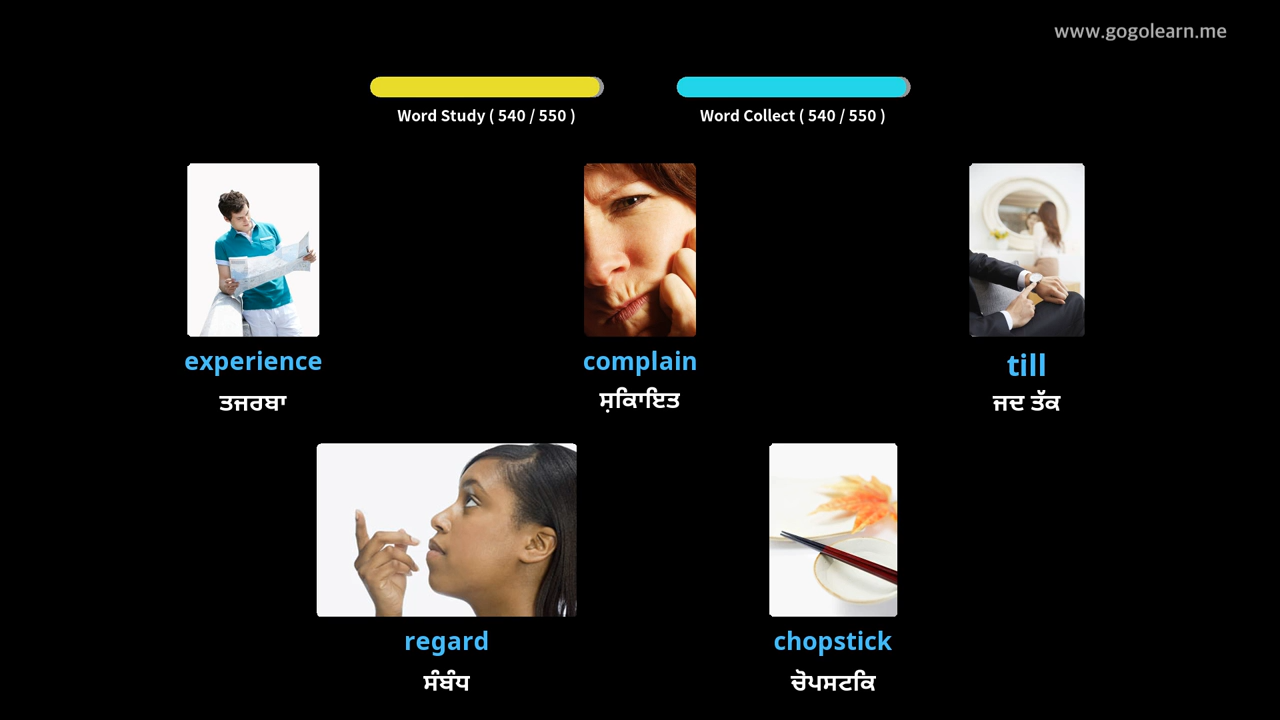 www.gogolearn.me
Word Study ( 540 / 550 )
Word Collect ( 540 / 550 )
experience
ਤਜਰਬਾ
complain
ਸ਼ਿਕਾਇਤ
till
ਜਦ ਤੱਕ
regard
ਸੰਬੰਧ
chopstick
ਚੋਪਸਟਕਿ